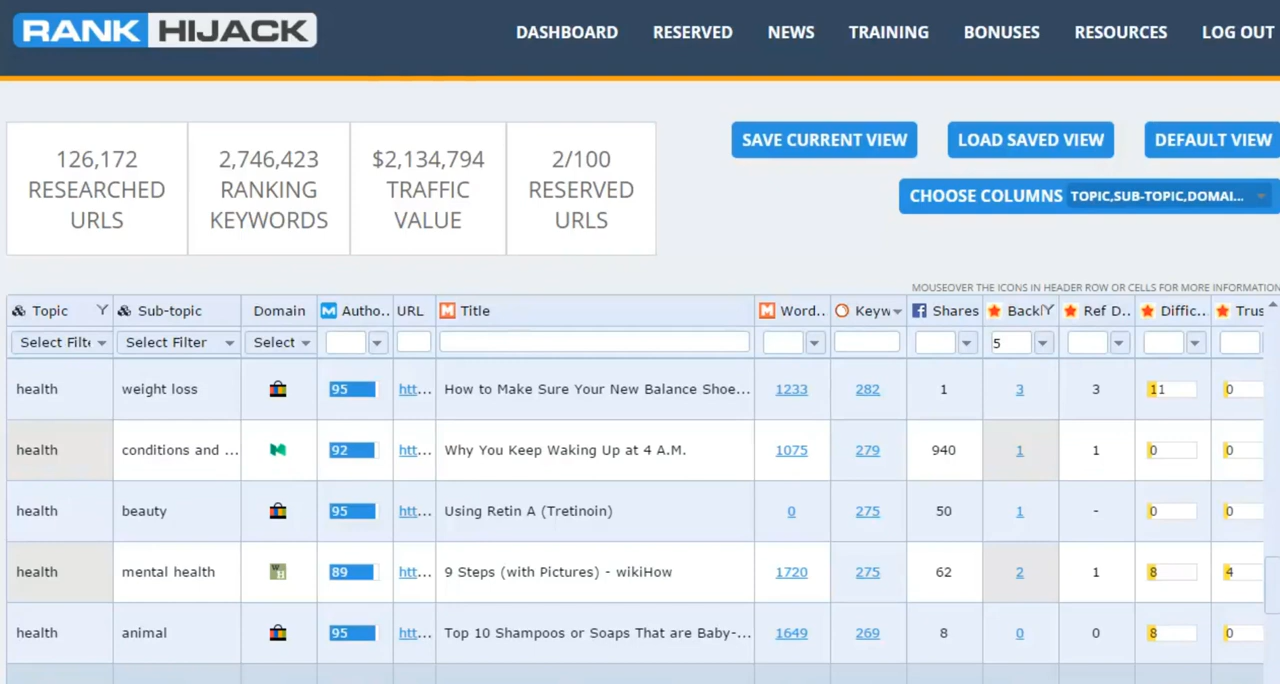 RANK HIJACK
DASHBOARD RESERVED NEWS TRAINING BONUSES RESOURCES LOG OUT
126,172
RESEARCHED
URLS
2,746,423
RANKING
KEYWORDS
$2,134,794
TRAFFIC
VALUE
2/100
RESERVED
URLS
SAVE CURRENT VIEW LOAD SAVED VIEW DEFAULT VIEW
CHOOSE COLUMNS TOPIC,SUB-TOPIC,DOMAI...
MOUSEOVER THE ICONS IN HEADER ROW OR CELLS FOR MORE INFORMATION
Topic Sub-topic Domain Autho.. URL Title Word.. Keyw Shares Backl Ref D.. Diffic.. Trus
Select Filte Select Filter Select 5
health weight loss 95 htt... How to Make Sure Your New Balance Shoe... 1233 282 1 3 3 11 0
health conditions and ... 92 htt... Why You Keep Waking Up at 4 A.M. 1075 279 940 1 1 0 0
health beauty 95 htt... Using Retin A (Tretinoin) 0 275 50 1 - 0 0
health mental health wH 89 htt... 9 Steps (with Pictures) - wikiHow 1720 275 62 2 1 8 4
health animal 95 htt... Top 10 Shampoos or Soaps That are Baby-... 1649 269 8 0 0 8 0